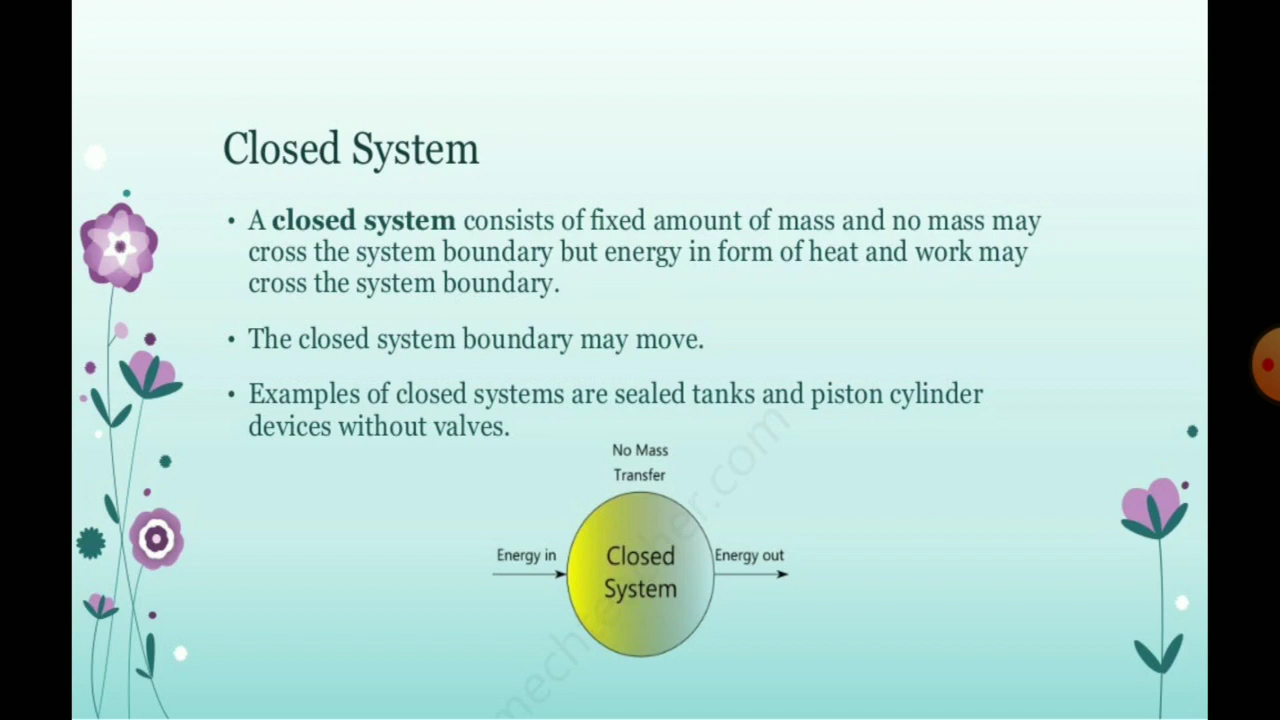 Closed System
• A closed system consists of fixed amount of mass and no mass may
cross the system boundary but energy in form of heat and work may
cross the system boundary.
• The closed system boundary may move.
• Examples of closed systems are sealed tanks and piston cylinder
devices without valves.
No Mass
Transfer
Energy in
Closed
System
Energy out